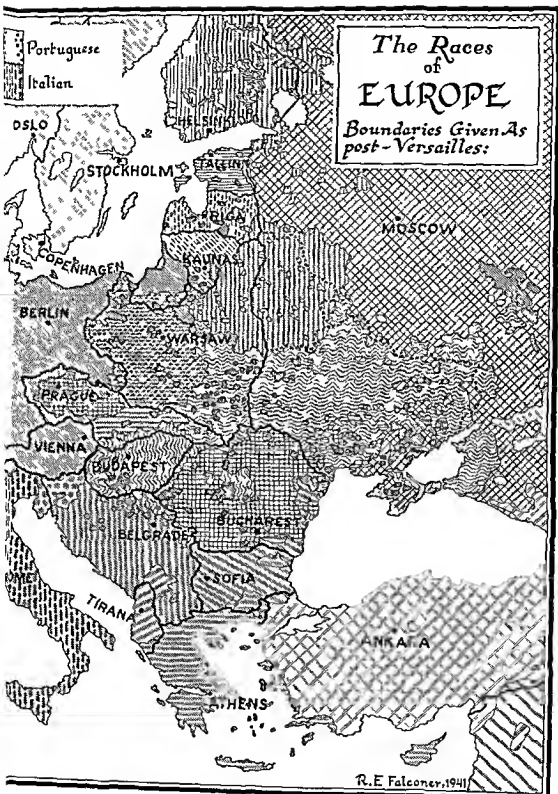 Portuguese
Italian
The Races
of
EUROPE
Boundaries Given As
post-Versailles:
OSLO
HELSINKI
STOCKHOLM
TALLINN
RIGA
MOSCOW
COPENHAGEN
KAUNAS
BERLIN
WARSAW
PRAGUE
VIENNA
BUDAPEST
BELGRADE
BUCHAREST
SOFIA
TIRANA
ANKARA
THENS
R.E Falconer, 1941